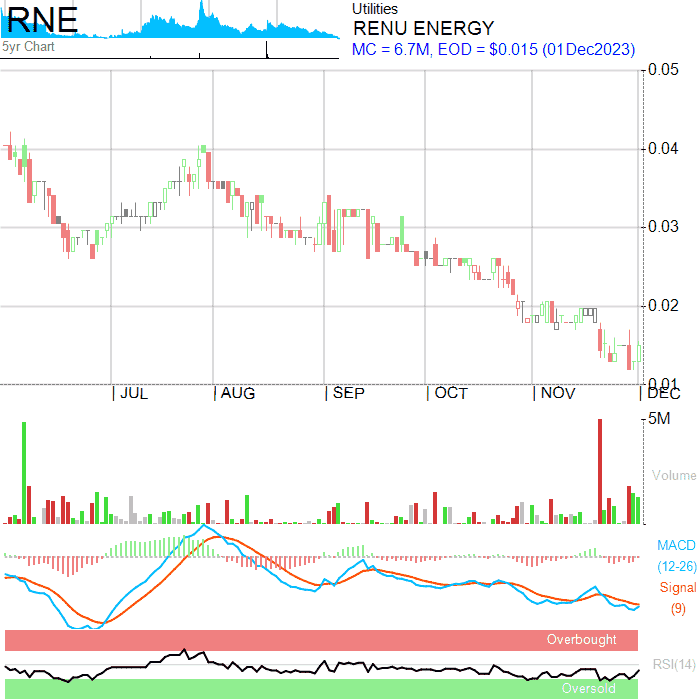 RNE
5yr Chart
Utilities
RENU ENERGY
MC = 6.7M, EOD = $0.015 (01Dec2023)
0.05
0.04
0.03
0.02
0.01
JUL
AUG
SEP
OCT
NOV
DEC
5M
Volume
MACD
(12-26)
Signal
(9)
Overbought
RSI(14)
Oversold